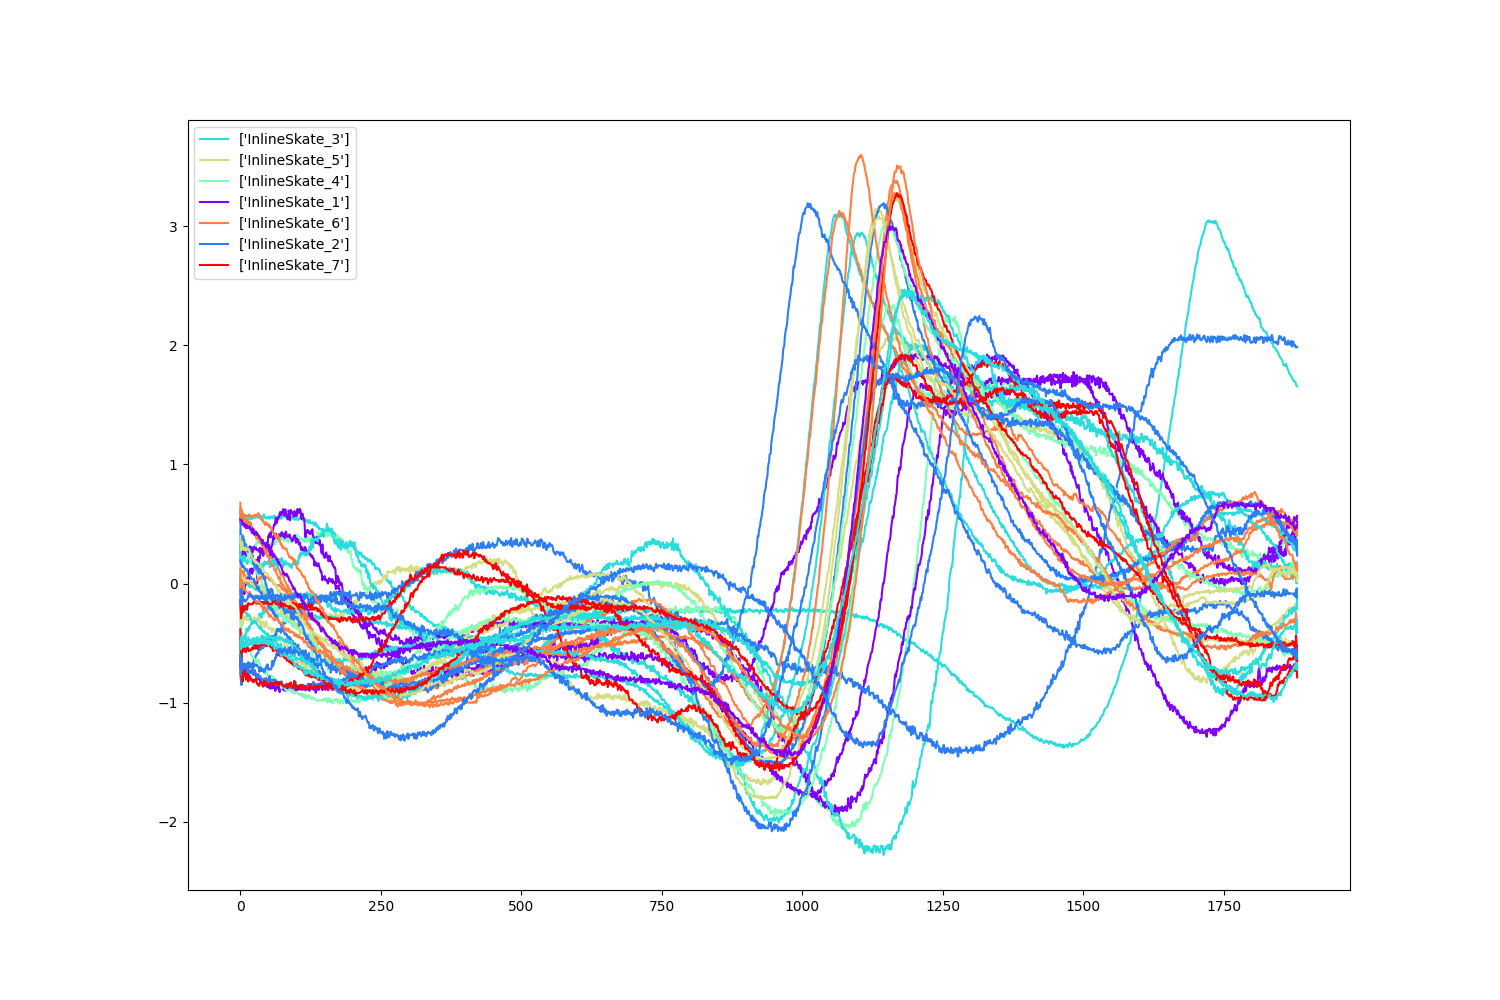 ['InlineSkate_3']
['InlineSkate_5']
['InlineSkate_4']
['InlineSkate_1']
['InlineSkate_6']
['InlineSkate_2']
['InlineSkate_7']
3
2
1
0
−1
−2
0 250 500 750 1000 1250 1500 1750